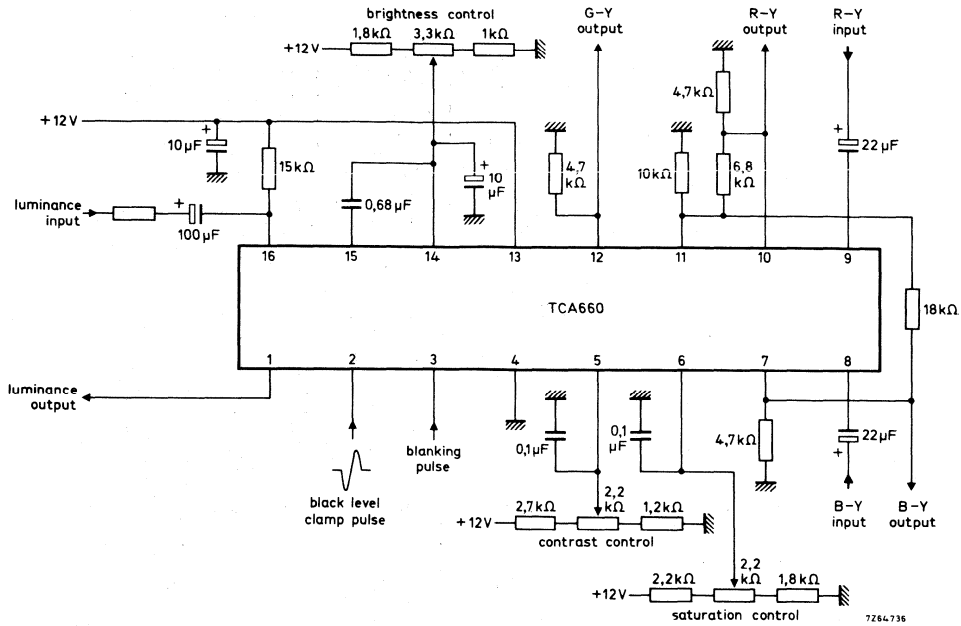 brightness control
+12V
1,8kΩ
3,3kΩ
1kΩ
G-Y
output
R-Y
output
R-Y
input
4,7kΩ
+12V
10µF
+
15kΩ
+
10
µF
4,7
kΩ
10kΩ
6,8
kΩ
+
22µF
luminance
input
+
100µF
0,68µF
16
15
14
13
12
11
10
9
TCA660
18kΩ
1
2
3
4
5
6
7
8
luminance
output
black level
clamp pulse
blanking
pulse
0,1µF
0,1
µF
4,7kΩ
22µF
+
B-Y
input
B-Y
output
+12V
2,7kΩ
2,2
kΩ
1,2kΩ
contrast control
+12V
2,2kΩ
2,2
kΩ
1,8kΩ
saturation control
7Z64736